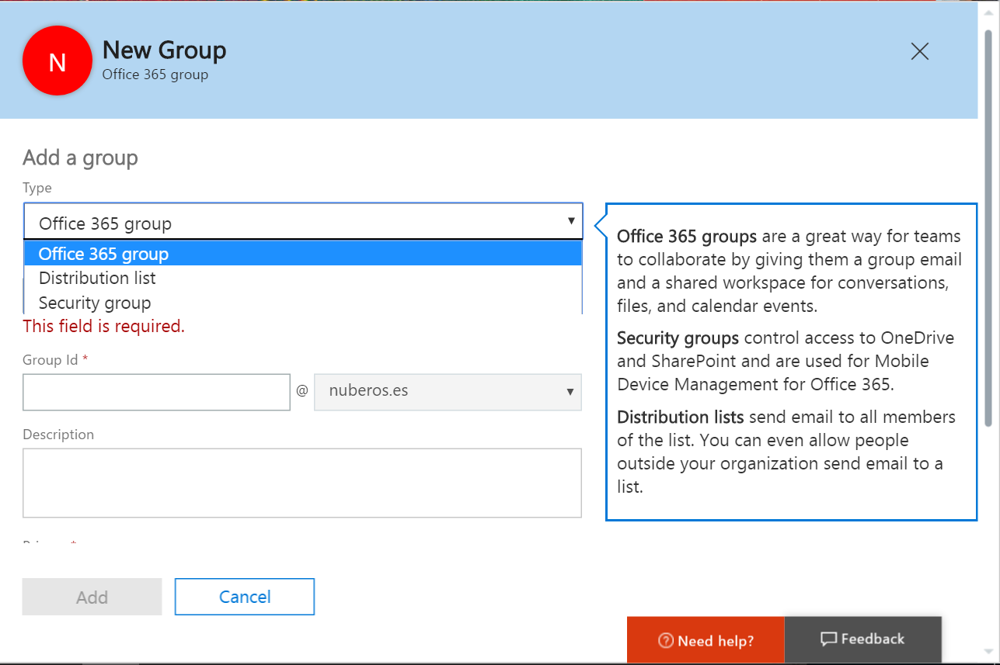 N
New Group
Office 365 group
Add a group
Type
Office 365 group
Office 365 group
Distribution list
Security group
This field is required.
Group Id *
@
nuberos.es
Description
Add
Cancel
Office 365 groups are a great way for teams
to collaborate by giving them a group email
and a shared workspace for conversations,
files, and calendar events.
Security groups control access to OneDrive
and SharePoint and are used for Mobile
Device Management for Office 365.
Distribution lists send email to all members
of the list. You can even allow people
outside your organization send email to a
list.
Need help?
Feedback